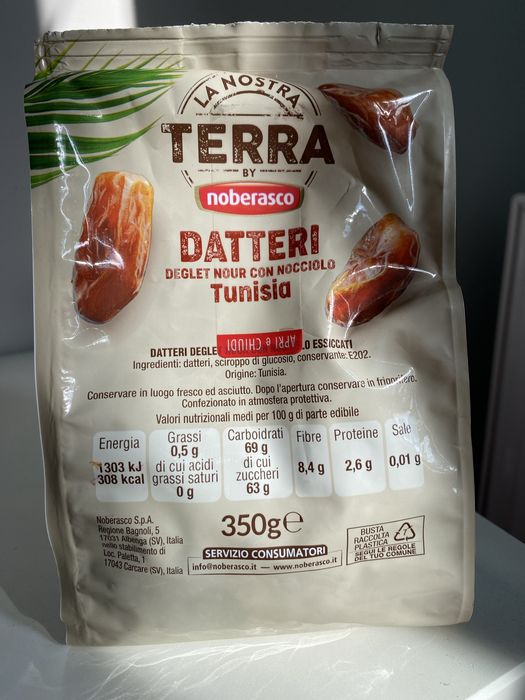 LA NOSTRA
TERRA
BY
noberasco
DATTERI
DEGLET NOUR CON NOCCIOLO
Tunisia
APRI e CHIUDI
DATTERI DEGLE O ESSICCATI
Ingredienti: datteri, sciroppo di glucosio, conservante: E202.
Origine: Tunisia.
Conservare in luogo fresco ed asciutto. Dopo l'apertura conservare in frigorifero.
Confezionato in atmosfera protettiva.
Valori nutrizionali medi per 100 g di parte edibile
Energia
1303 kJ
308 kcal
Grassi
0,5 g
di cui acidi
grassi saturi
0 g
Carboidrati
69 g
di cui
zuccheri
63 g
Fibre
8,4 g
Proteine
2,6 g
Sale
0,01 g
Noberasco S.p.A.
Regione Bagnoli, 5
17031 Albenga (SV), Italia
nello stabilimento di
Loc. Paletta, 1
17043 Carcare (SV), Italia
350g℮
SERVIZIO CONSUMATORI
info@noberasco.it — www.noberasco.it
BUSTA
RACCOLTA
PLASTICA
7
SEGUI LE REGOLE
DEL TUO COMUNE